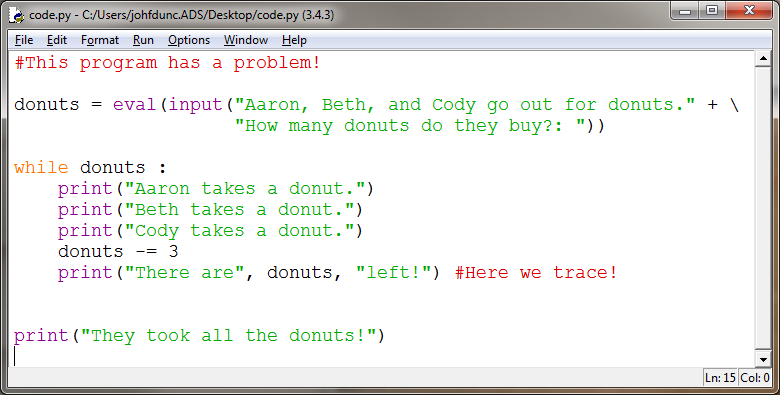 code.py - C:/Users/johfdunc.ADS/Desktop/code.py (3.4.3)
File Edit Format Run Options Window Help
#This program has a problem!
donuts = eval(input("Aaron, Beth, and Cody go out for donuts." + \
                    "How many donuts do they buy?: "))
while donuts :
    print("Aaron takes a donut.")
    print("Beth takes a donut.")
    print("Cody takes a donut.")
    donuts -= 3
    print("There are", donuts, "left!") #Here we trace!
print("They took all the donuts!")
Ln: 15 Col: 0